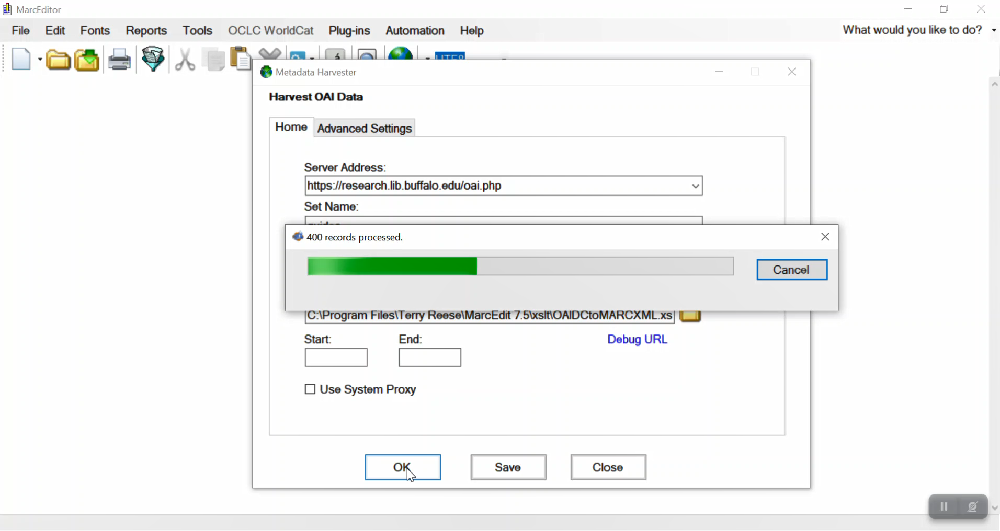 MarcEditor
File Edit Fonts Reports Tools OCLC WorldCat Plug-ins Automation Help
What would you like to do?
Metadata Harvester
Harvest OAI Data
Home Advanced Settings
Server Address:
https://research.lib.buffalo.edu/oai.php
Set Name:
400 records processed.
Cancel
C:\Program Files\Terry Reese\MarcEdit 7.5\xslt\OAIDCtoMARCXML.xs
Start: End: Debug URL
Use System Proxy
OK Save Close